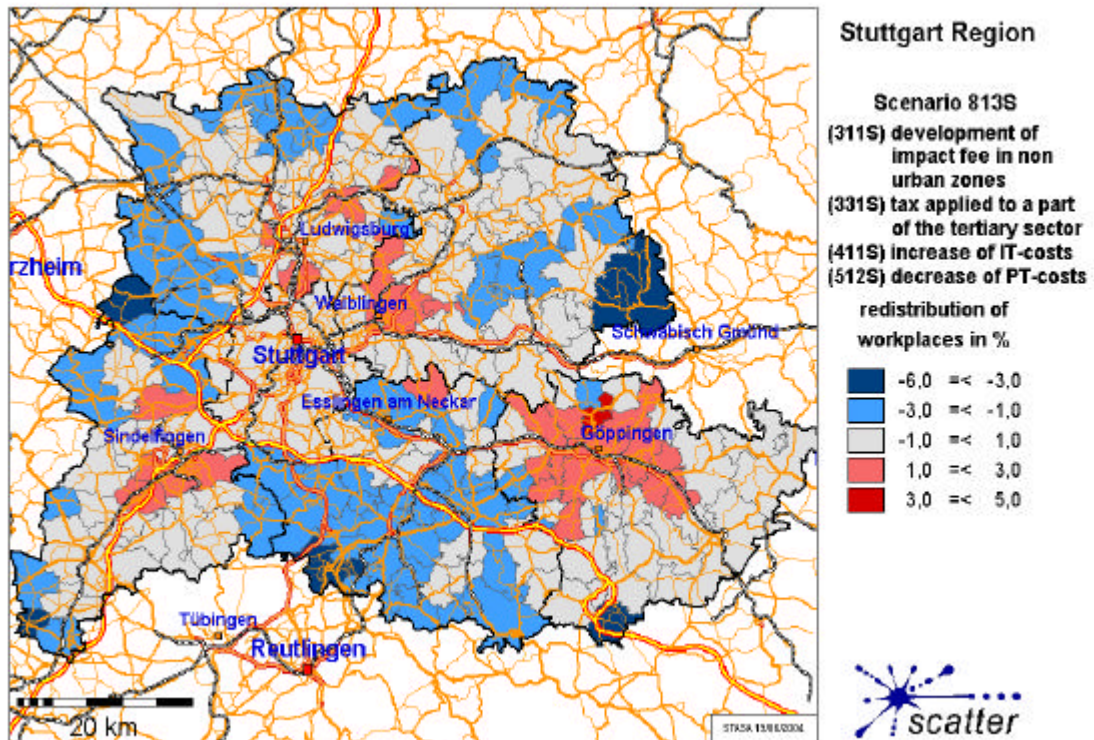 Stuttgart Region
Scenario 813S
(311S) development of
impact fee in non
urban zones
(331S) tax applied to a part
of the tertiary sector
(411S) increase of IT-costs
(512S) decrease of PT-costs
redistribution of
workplaces in %
-6,0 =< -3,0
-3,0 =< -1,0
-1,0 =< 1,0
1,0 =< 3,0
3,0 =< 5,0
rzheim
Ludwigsburg
Waiblingen
Stuttgart
Schwäbisch Gmünd
Esslingen am Neckar
Göppingen
Sindelfingen
Tübingen
Reutlingen
20 km
scatter